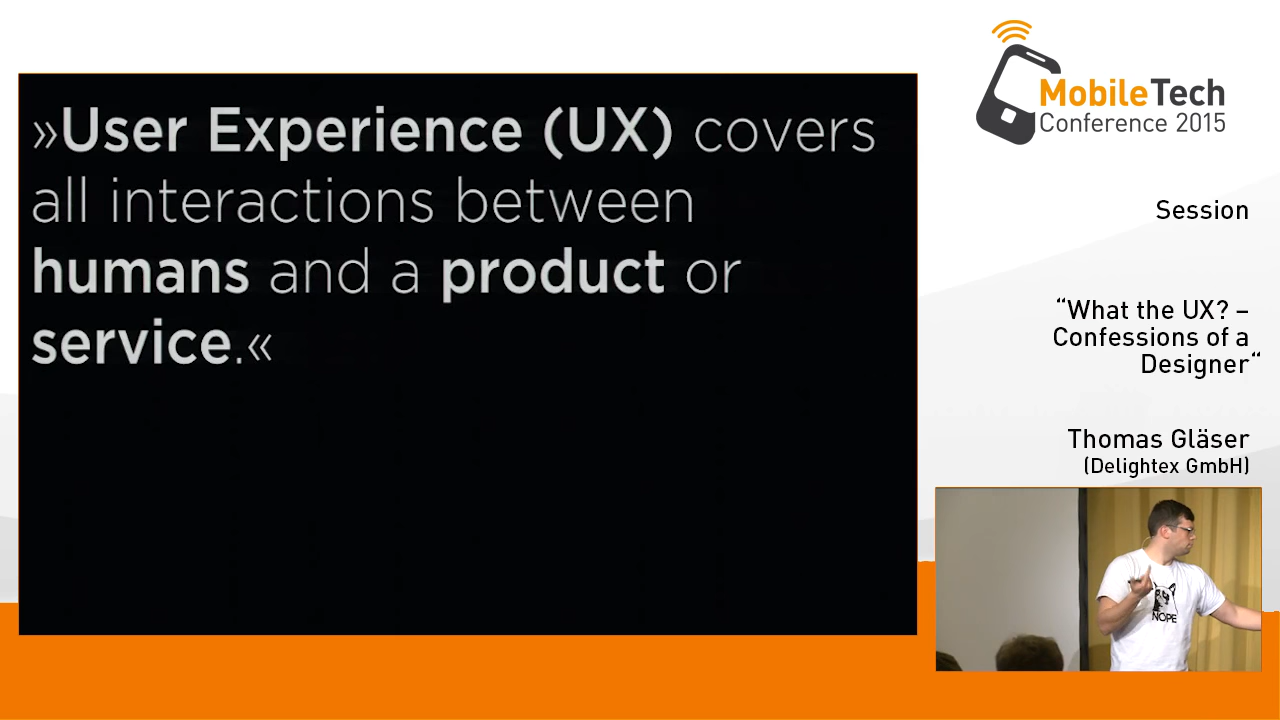 »User Experience (UX) covers
all interactions between
humans and a product or
service.«
MobileTech
Conference 2015
Session
“What the UX? –
Confessions of a
Designer“
Thomas Gläser
(Delightex GmbH)
NOPE